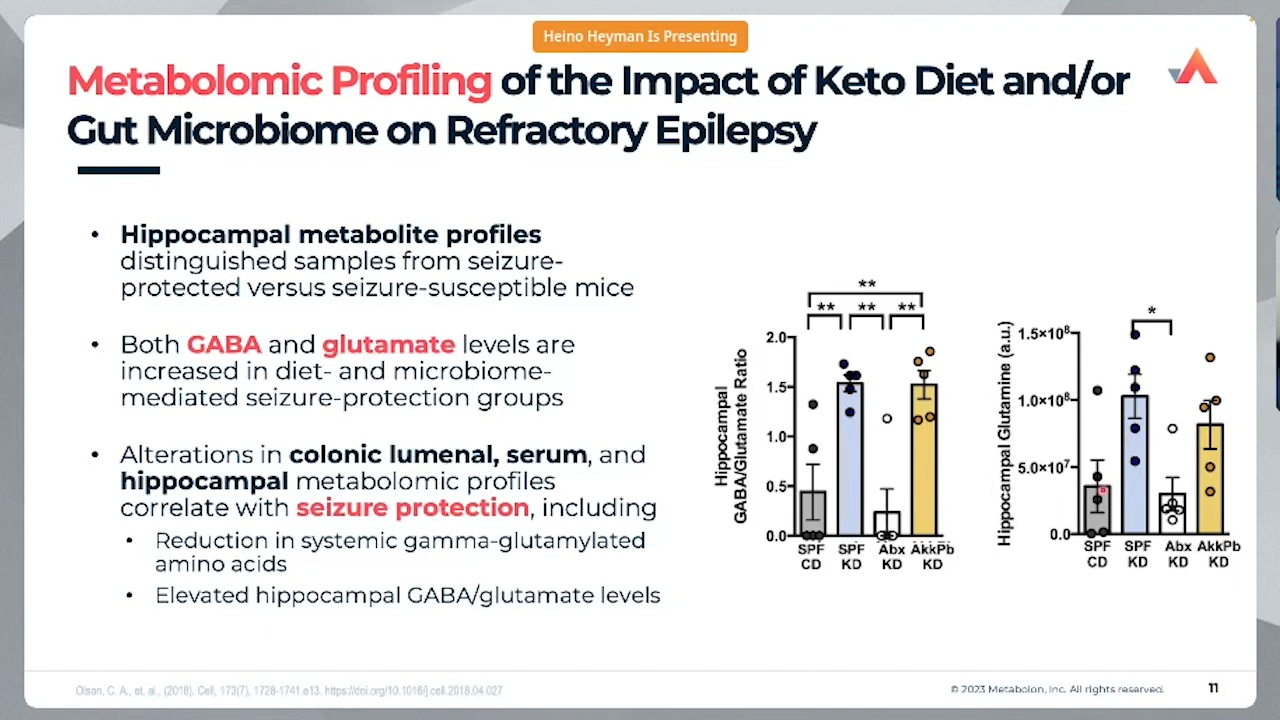 Heino Heyman Is Presenting
Metabolomic Profiling of the Impact of Keto Diet and/or
Gut Microbiome on Refractory Epilepsy
• Hippocampal metabolite profiles
distinguished samples from seizure-
protected versus seizure-susceptible mice
• Both GABA and glutamate levels are
increased in diet- and microbiome-
mediated seizure-protection groups
• Alterations in colonic lumenal, serum, and
hippocampal metabolomic profiles
correlate with seizure protection, including
• Reduction in systemic gamma-glutamylated
amino acids
• Elevated hippocampal GABA/glutamate levels
Hippocampal
GABA/Glutamate Ratio
**
** ** **
2.0
1.5
1.0
0.5
0.0
SPF SPF Abx AkkPb
CD KD KD KD
Hippocampal Glutamine (a.u.)
*
1.5×10⁸
1.0×10⁸
5.0×10⁷
0.0
SPF SPF Abx AkkPb
CD KD KD KD
Olson, C. A., et. al., (2018). Cell, 173(7), 1728-1741.e13. https://doi.org/10.1016/j.cell.2018.04.027
© 2023 Metabolon, Inc. All rights reserved.
11